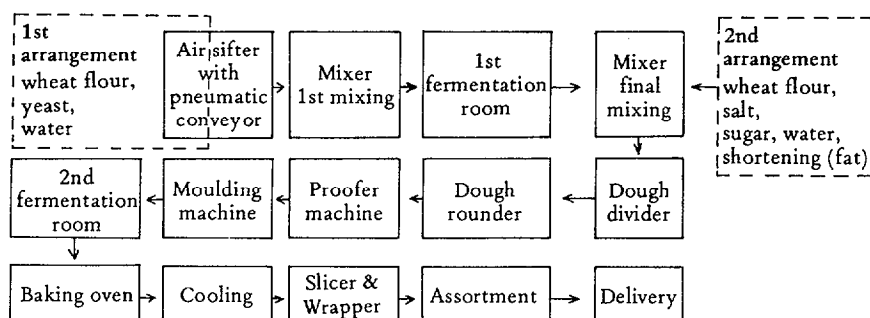 1st
arrangement
wheat flour,
yeast,
water
Air sifter
with
pneumatic
conveyor
Mixer
1st mixing
1st
fermentation
room
Mixer
final
mixing
2nd
arrangement
wheat flour,
salt,
sugar, water,
shortening (fat)
2nd
fermentation
room
Moulding
machine
Proofer
machine
Dough
rounder
Dough
divider
Baking oven
Cooling
Slicer &
Wrapper
Assortment
Delivery